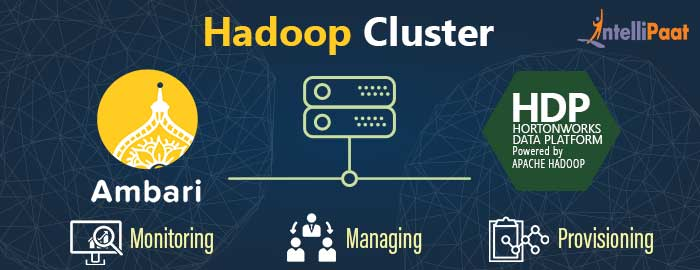 Hadoop Cluster
IntelliPaat
Ambari
HDP
HORTONWORKS
DATA PLATFORM
Powered by
APACHE HADOOP
Monitoring
Managing
Provisioning